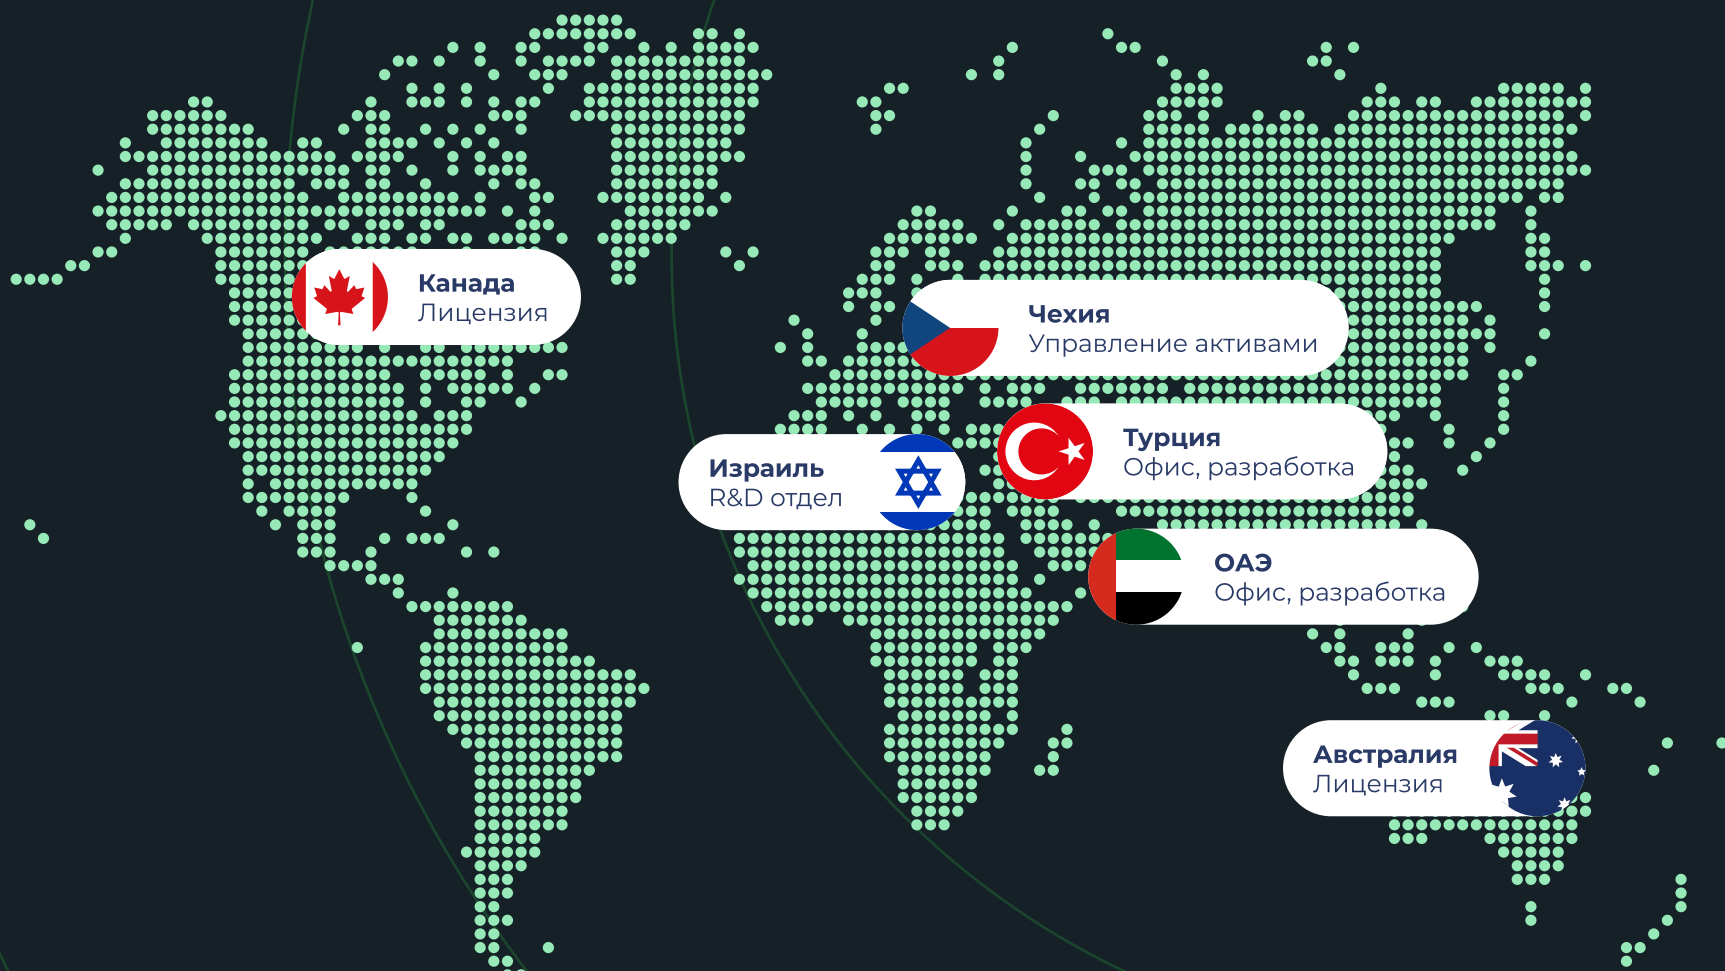 Канада
Лицензия
Чехия
Управление активами
Турция
Офис, разработка
Израиль
R&D отдел
ОАЭ
Офис, разработка
Австралия
Лицензия